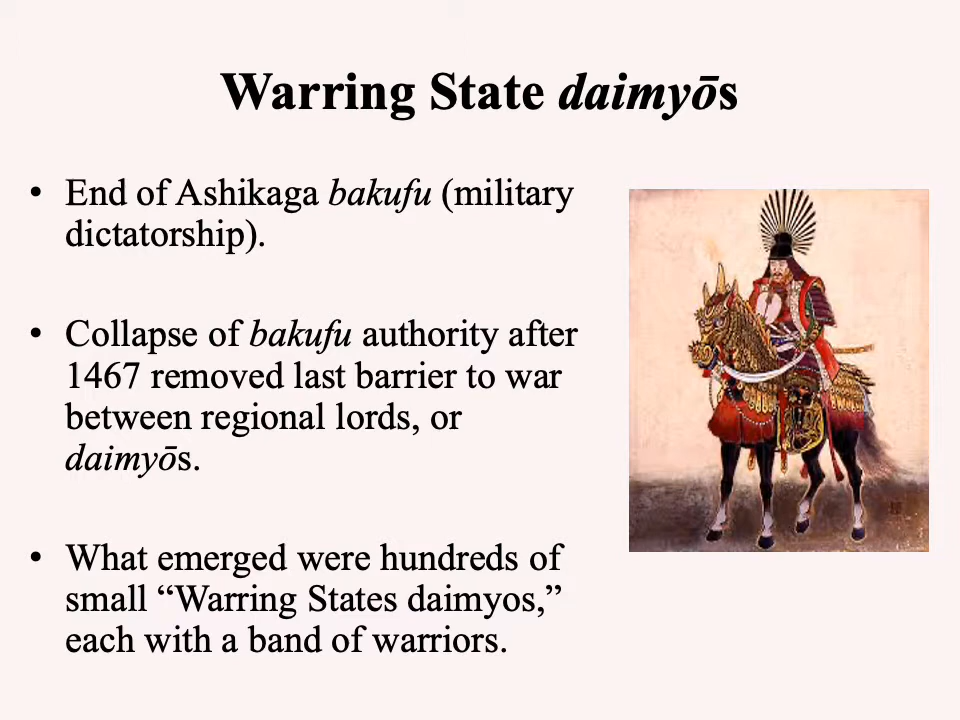 Warring State daimyōs
• End of Ashikaga bakufu (military
dictatorship).
• Collapse of bakufu authority after
1467 removed last barrier to war
between regional lords, or
daimyōs.
• What emerged were hundreds of
small “Warring States daimyos,”
each with a band of warriors.